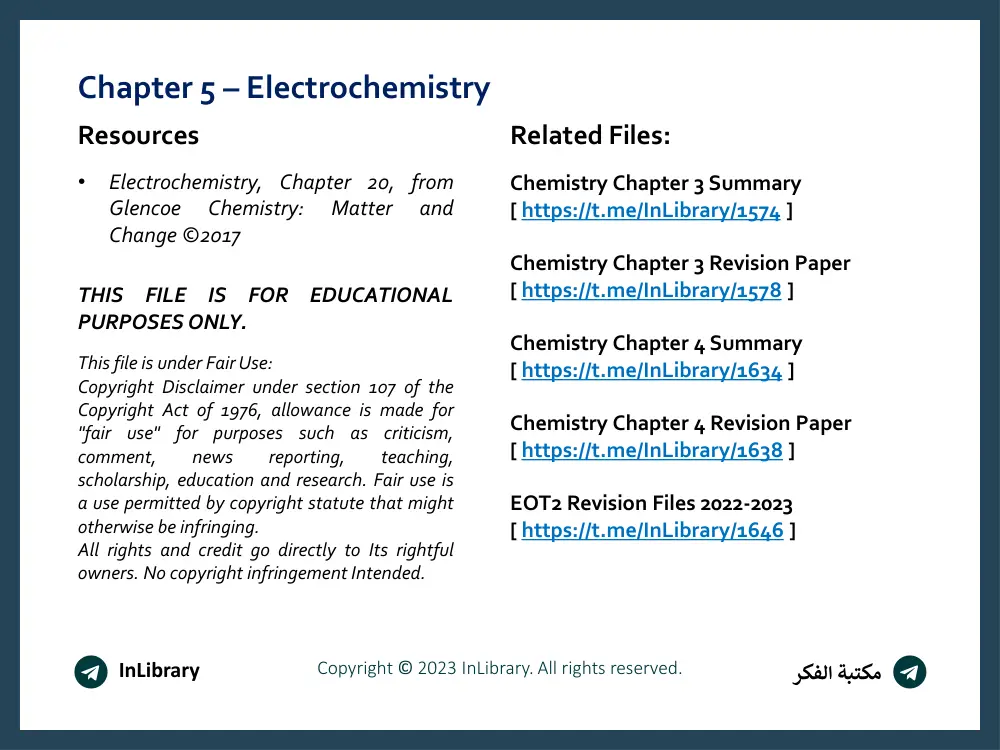 Chapter 5 – Electrochemistry
Resources
• Electrochemistry, Chapter 20, from
Glencoe Chemistry: Matter and
Change ©2017
THIS FILE IS FOR EDUCATIONAL
PURPOSES ONLY.
This file is under Fair Use:
Copyright Disclaimer under section 107 of the
Copyright Act of 1976, allowance is made for
"fair use" for purposes such as criticism,
comment, news reporting, teaching,
scholarship, education and research. Fair use is
a use permitted by copyright statute that might
otherwise be infringing.
All rights and credit go directly to Its rightful
owners. No copyright infringement Intended.
Related Files:
Chemistry Chapter 3 Summary
[ https://t.me/InLibrary/1574 ]
Chemistry Chapter 3 Revision Paper
[ https://t.me/InLibrary/1578 ]
Chemistry Chapter 4 Summary
[ https://t.me/InLibrary/1634 ]
Chemistry Chapter 4 Revision Paper
[ https://t.me/InLibrary/1638 ]
EOT2 Revision Files 2022-2023
[ https://t.me/InLibrary/1646 ]
InLibrary
Copyright © 2023 InLibrary. All rights reserved.
مكتبة الفكر